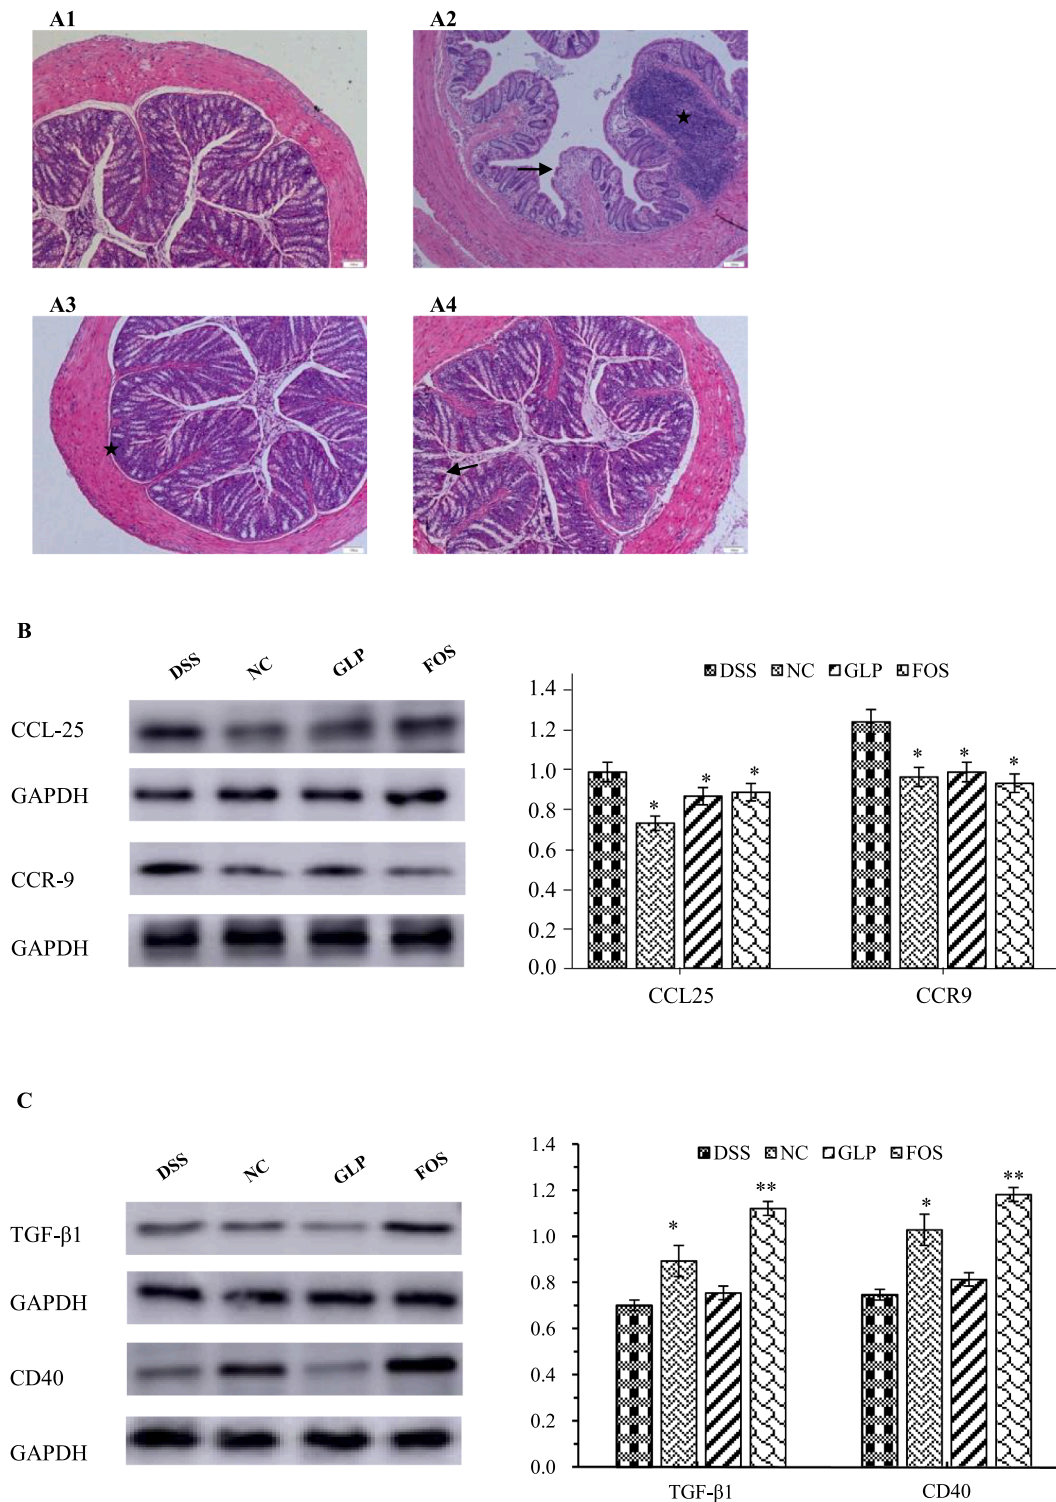 A1
A2
A3
A4
B
DSS NC GLP FOS
CCL-25
GAPDH
CCR-9
GAPDH
DSS NC GLP FOS
1.4
1.2
1.0
0.8
0.6
0.4
0.2
0.0
* * * * * *
CCL25 CCR9
C
DSS NC GLP FOS
TGF-β1
GAPDH
CD40
GAPDH
DSS NC GLP FOS
1.4
1.2
1.0
0.8
0.6
0.4
0.2
0.0
* ** * **
TGF-β1 CD40